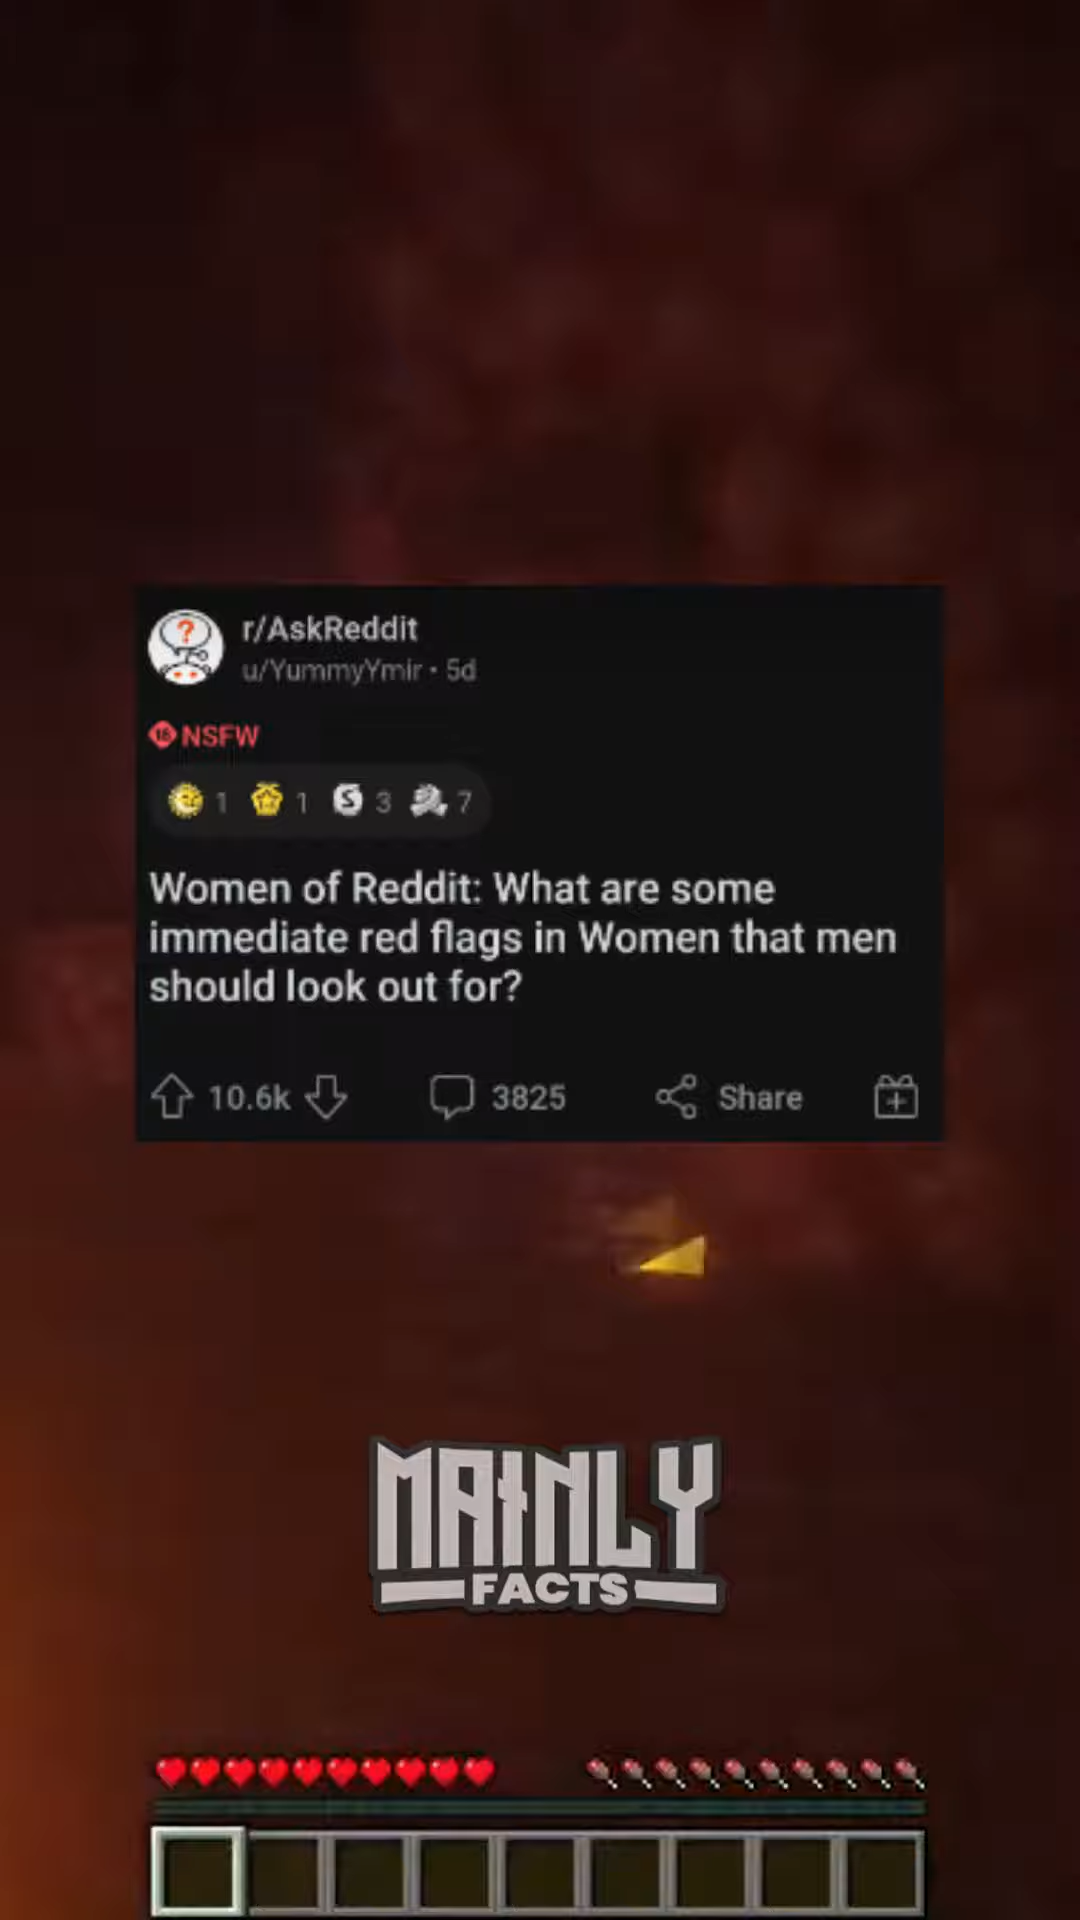 r/AskReddit
u/YummyYmir • 5d
NSFW
1 1 3 7
Women of Reddit: What are some
immediate red flags in Women that men
should look out for?
10.6k 3825 Share
MAINLY
FACTS